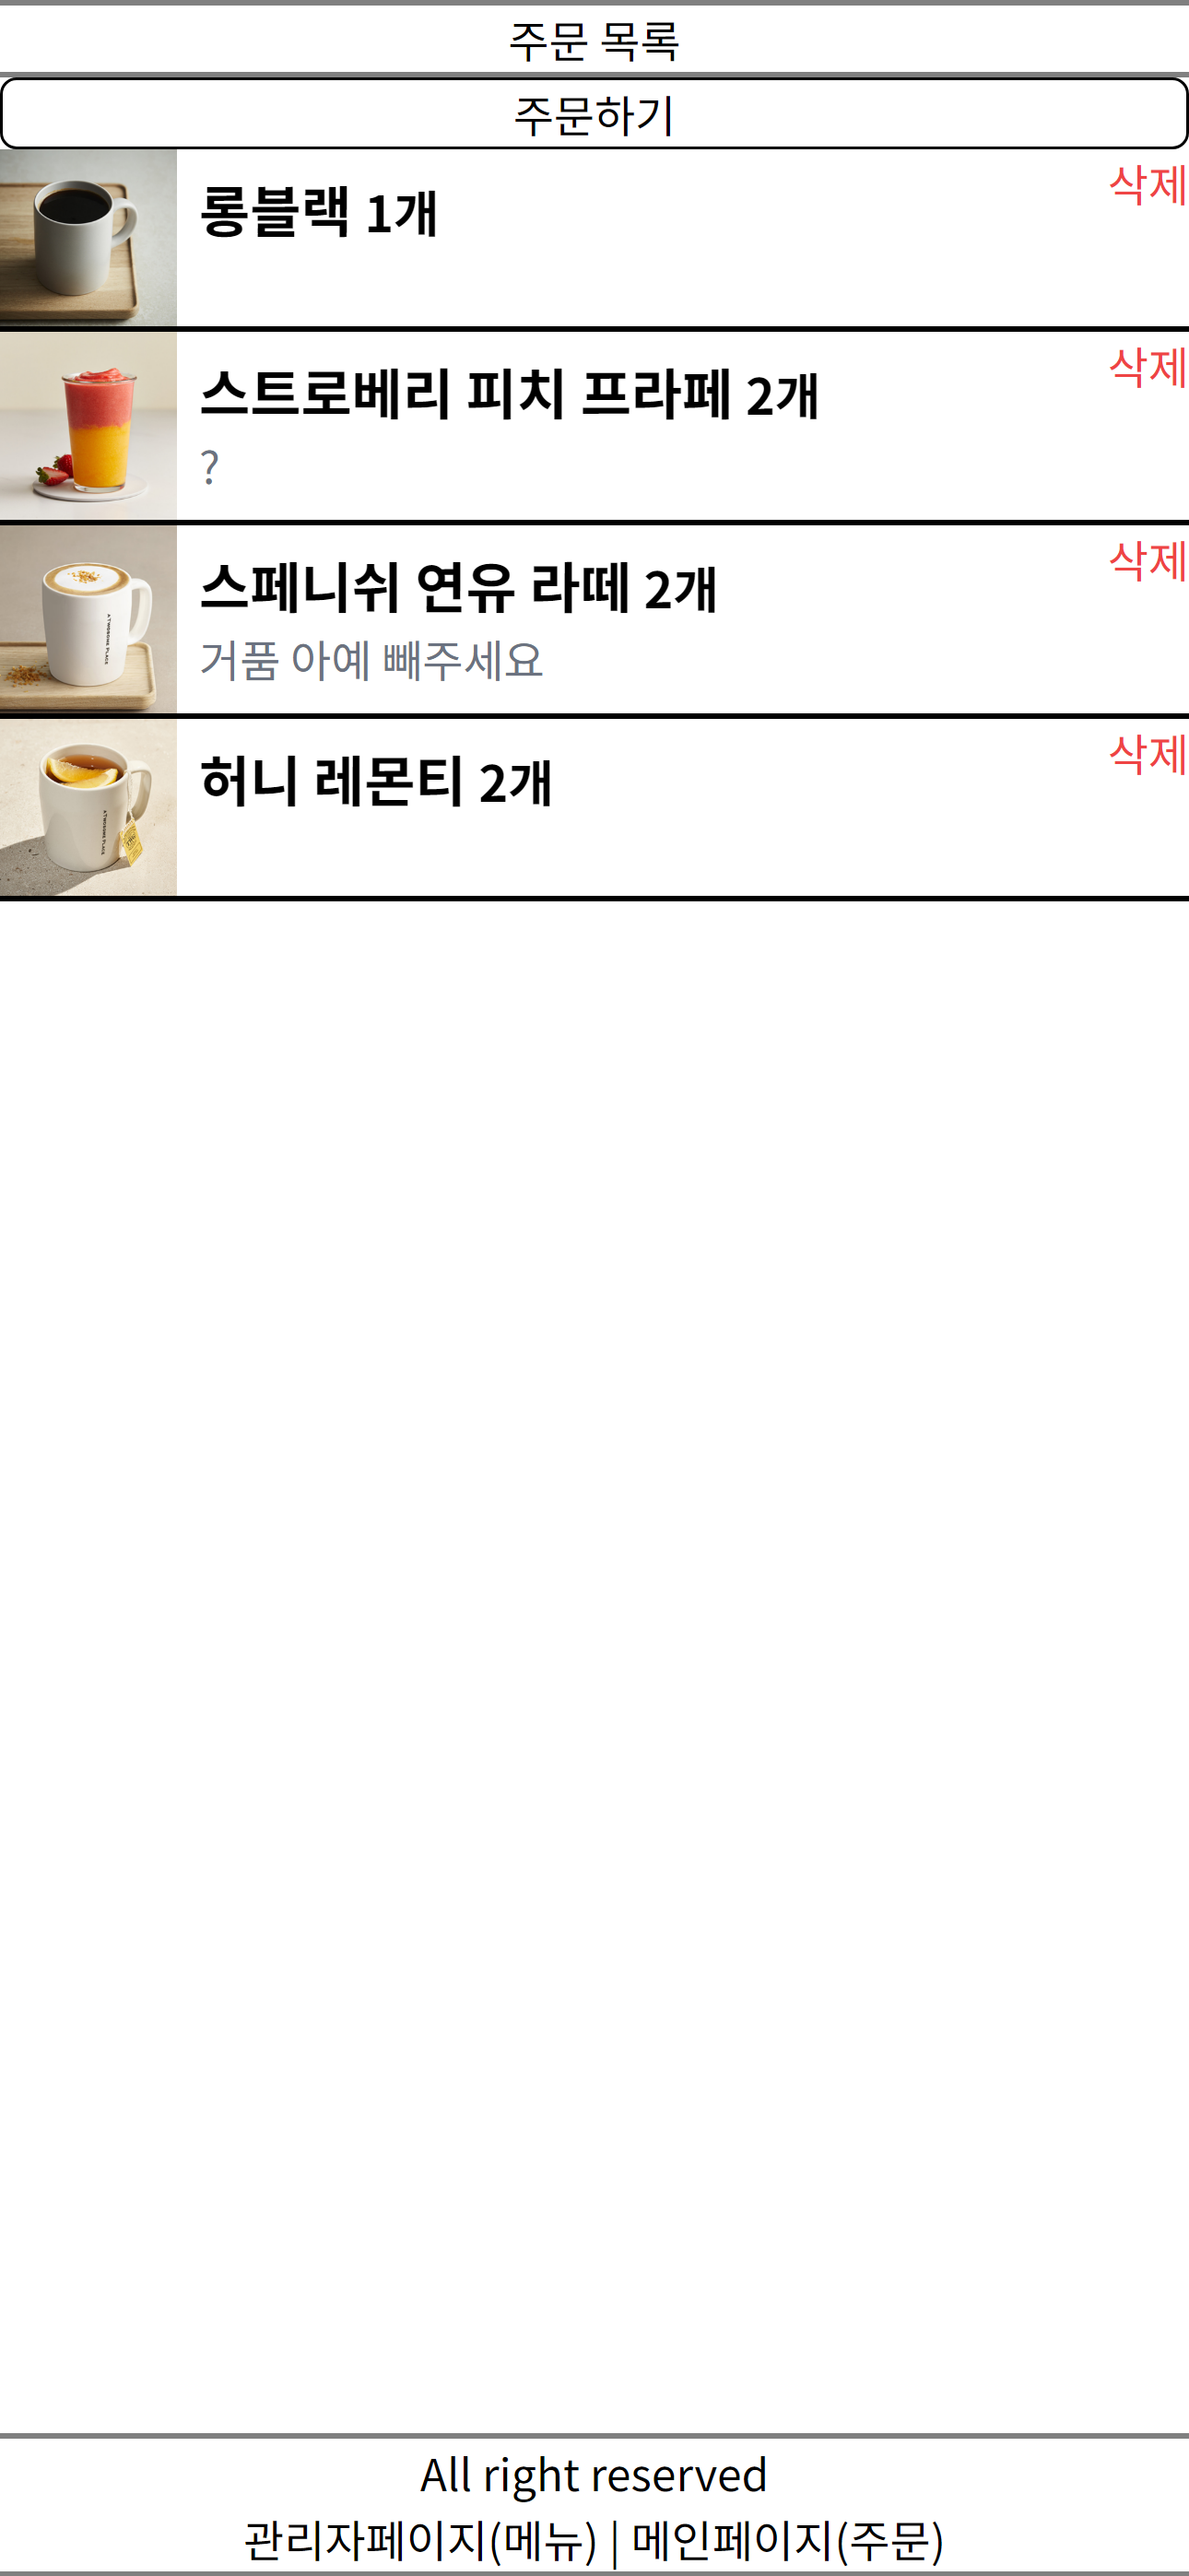 주문 목록
주문하기
롱블랙 1개
삭제
스트로베리 피치 프라페 2개
삭제
?
스페니쉬 연유 라떼 2개
삭제
거품 아예 빼주세요
A TWOSOME PLACE
허니 레몬티 2개
삭제
A TWOSOME PLACE
All right reserved
관리자페이지(메뉴) | 메인페이지(주문)